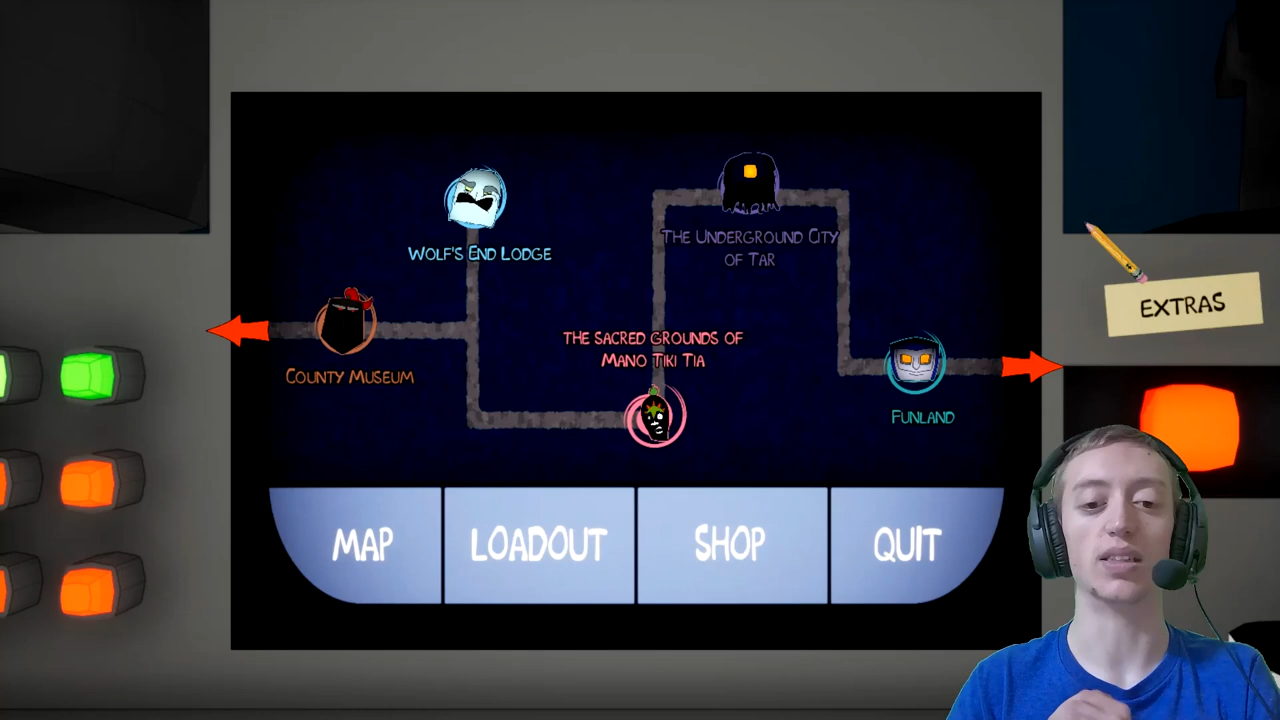 WOLF'S END LODGE
THE UNDERGROUND CITY
OF TAR
COUNTY MUSEUM
THE SACRED GROUNDS OF
MANO TIKI TIA
FUNLAND
EXTRAS
MAP
LOADOUT
SHOP
QUIT